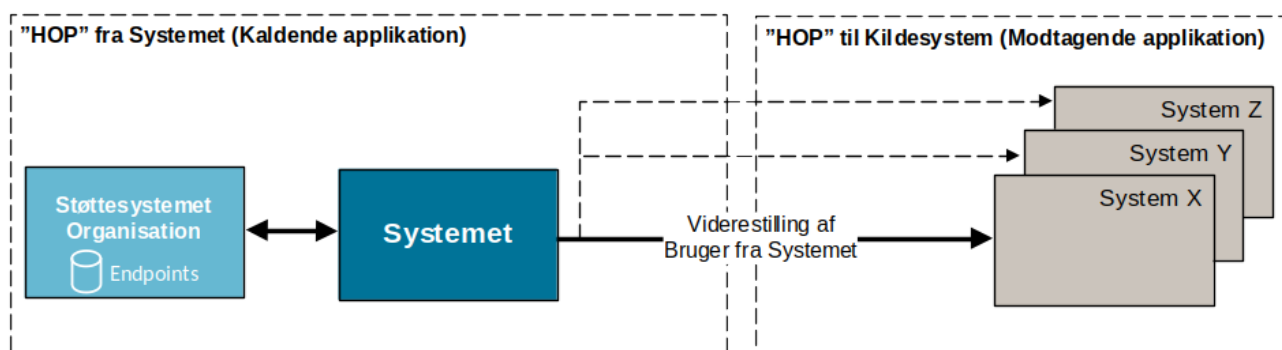 ”HOP” fra Systemet (Kaldende applikation)
”HOP” til Kildesystem (Modtagende applikation)
System Z
System Y
System X
Støttesystemet
Organisation
Endpoints
Systemet
Viderestilling af
Bruger fra Systemet